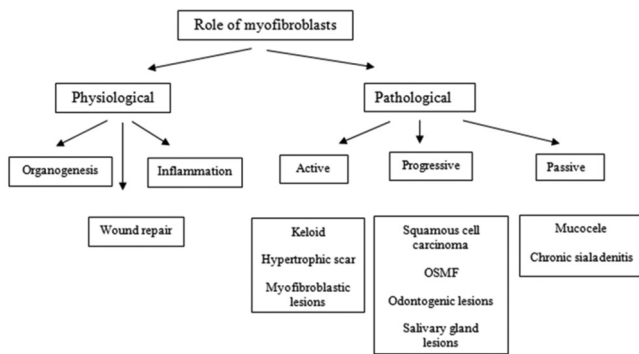 Role of myofibroblasts
Physiological
Pathological
Organogenesis
Inflammation
Active
Progressive
Passive
Wound repair
Keloid
Hypertrophic scar
Myofibroblastic
lesions
Squamous cell
carcinoma
OSMF
Odontogenic lesions
Salivary gland
lesions
Mucocele
Chronic sialadenitis